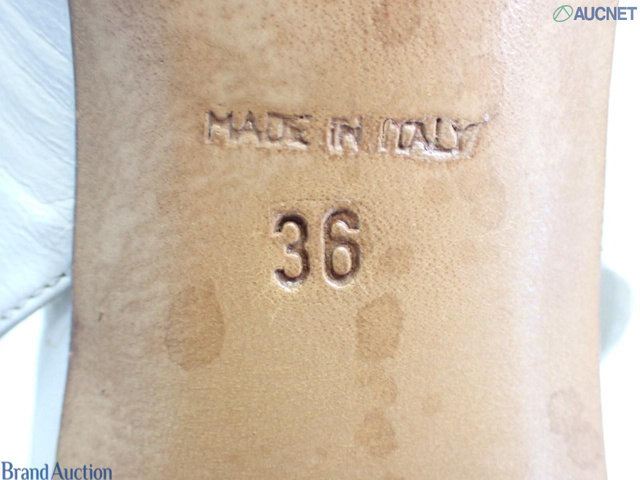 AUCNET
MADE IN ITALY
36
Brand Auction